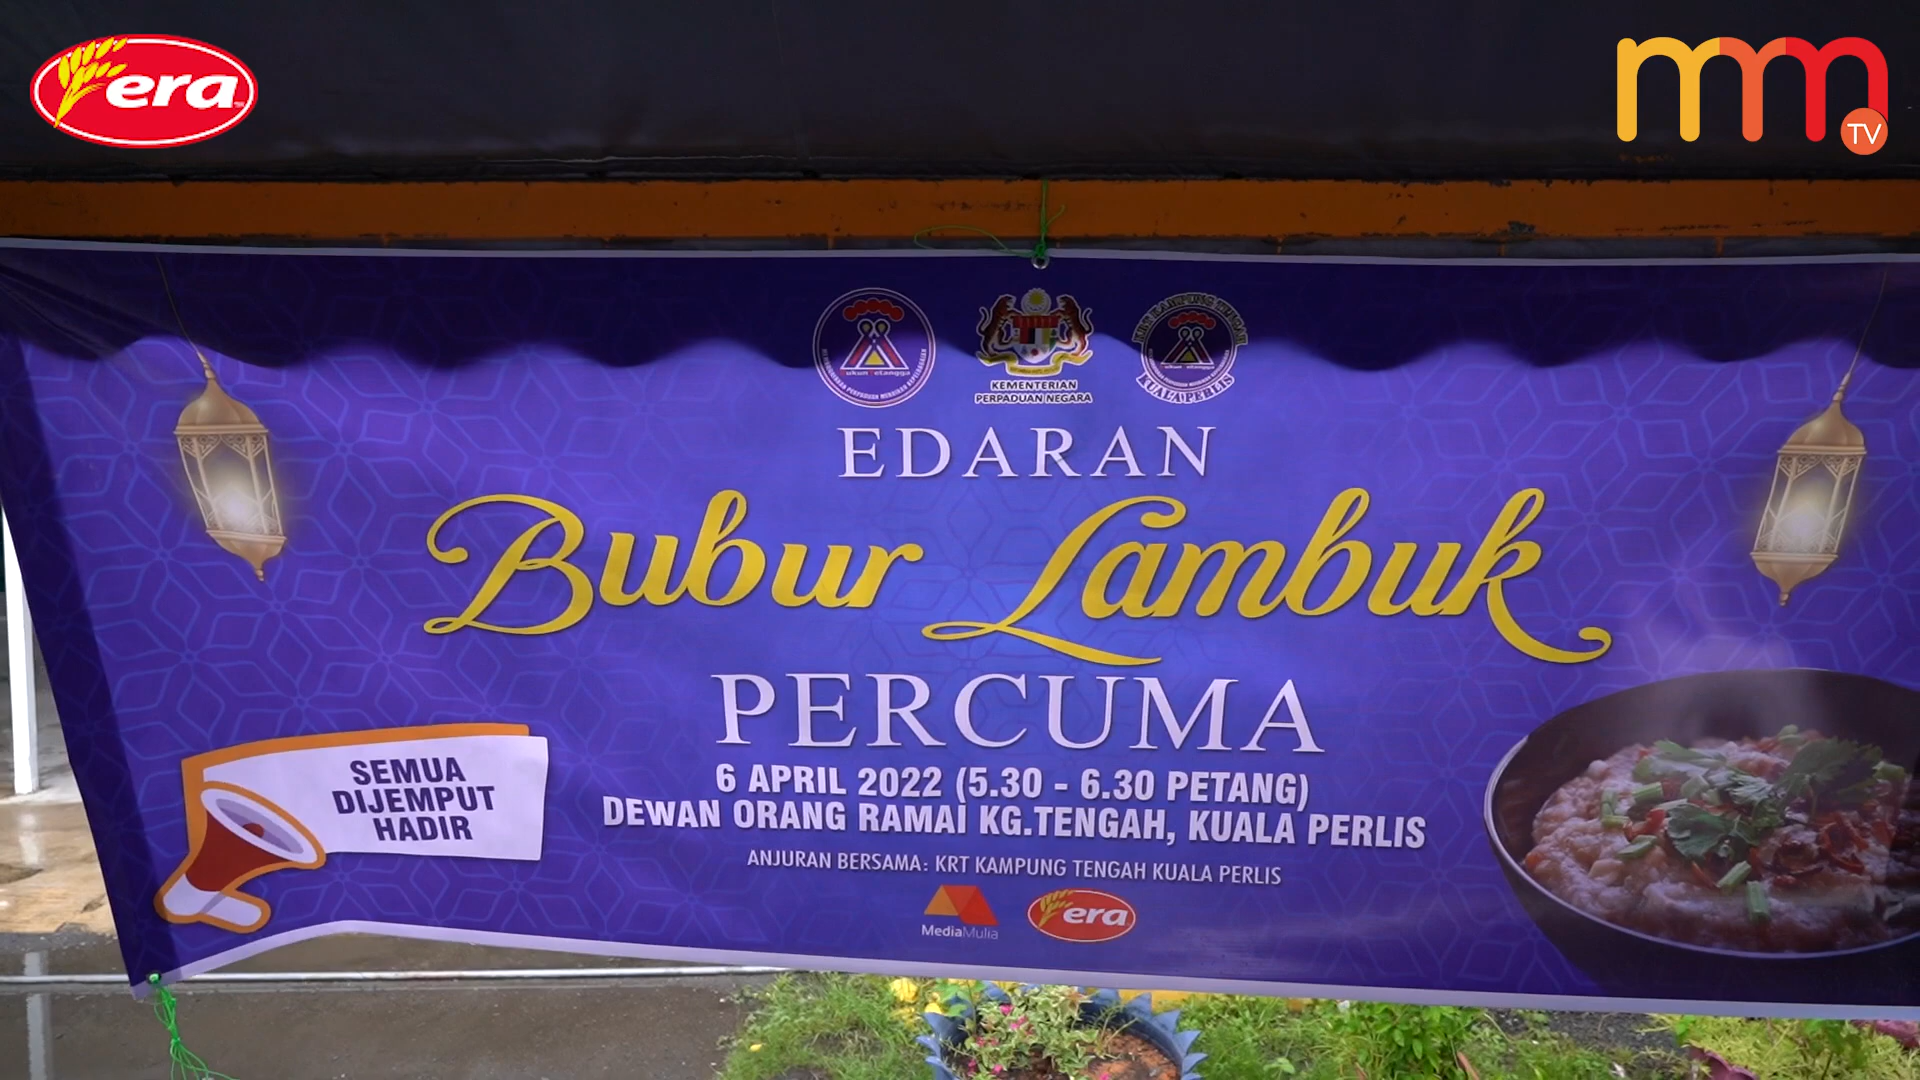 era
TV
Rukun Tetangga
KEMENTERIAN
PERPADUAN NEGARA
KUALA PERLIS
EDARAN
Bubur Lambuk
PERCUMA
6 APRIL 2022 (5.30 - 6.30 PETANG)
DEWAN ORANG RAMAI KG.TENGAH, KUALA PERLIS
ANJURAN BERSAMA: KRT KAMPUNG TENGAH KUALA PERLIS
MediaMulia
era
SEMUA
DIJEMPUT
HADIR